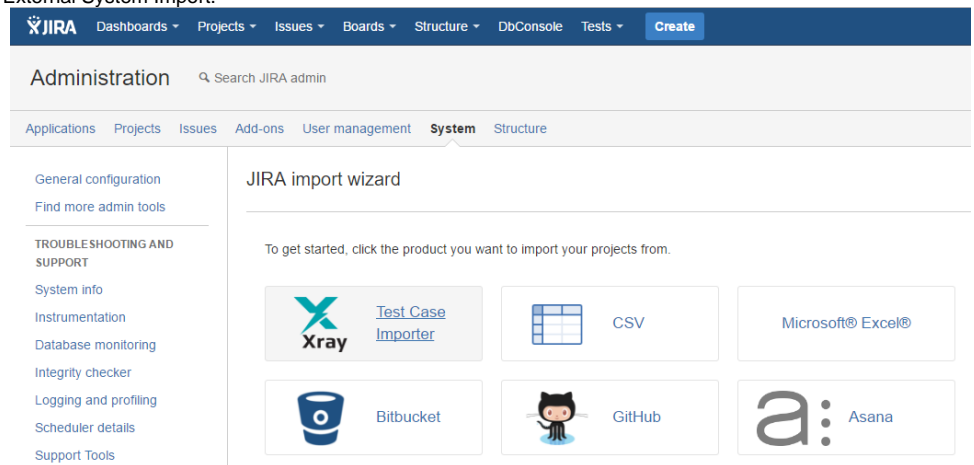 External System Import.
JIRA Dashboards Projects Issues Boards Structure DbConsole Tests Create
Administration Search JIRA admin
Applications Projects Issues Add-ons User management System Structure
General configuration
Find more admin tools
TROUBLESHOOTING AND
SUPPORT
System info
Instrumentation
Database monitoring
Integrity checker
Logging and profiling
Scheduler details
Support Tools
JIRA import wizard
To get started, click the product you want to import your projects from.
Xray
Test Case
Importer
CSV
Microsoft® Excel®
Bitbucket
GitHub
a:
Asana